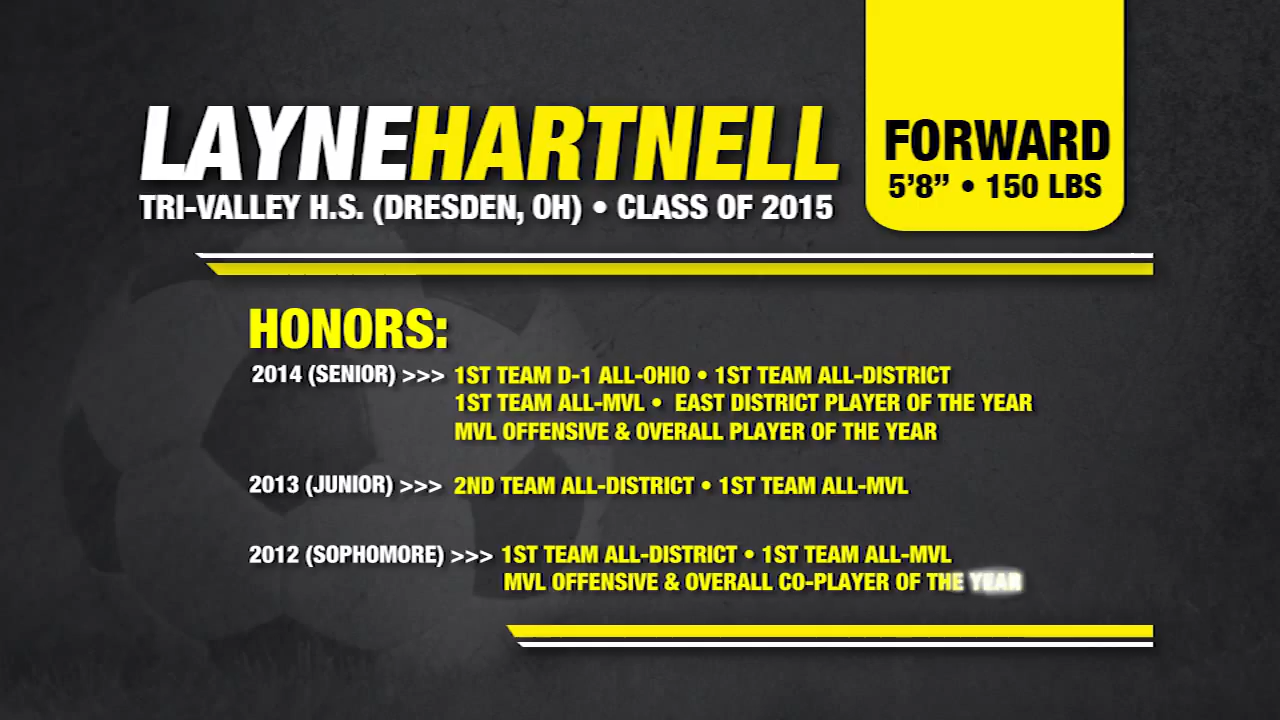 LAYNEHARTNELL
TRI-VALLEY H.S. (DRESDEN, OH) • CLASS OF 2015
FORWARD
5’8” • 150 LBS
HONORS:
2014 (SENIOR) >>> 1ST TEAM D-1 ALL-OHIO • 1ST TEAM ALL-DISTRICT
1ST TEAM ALL-MVL • EAST DISTRICT PLAYER OF THE YEAR
MVL OFFENSIVE & OVERALL PLAYER OF THE YEAR
2013 (JUNIOR) >>> 2ND TEAM ALL-DISTRICT • 1ST TEAM ALL-MVL
2012 (SOPHOMORE) >>> 1ST TEAM ALL-DISTRICT • 1ST TEAM ALL-MVL
MVL OFFENSIVE & OVERALL CO-PLAYER OF THE YEAR